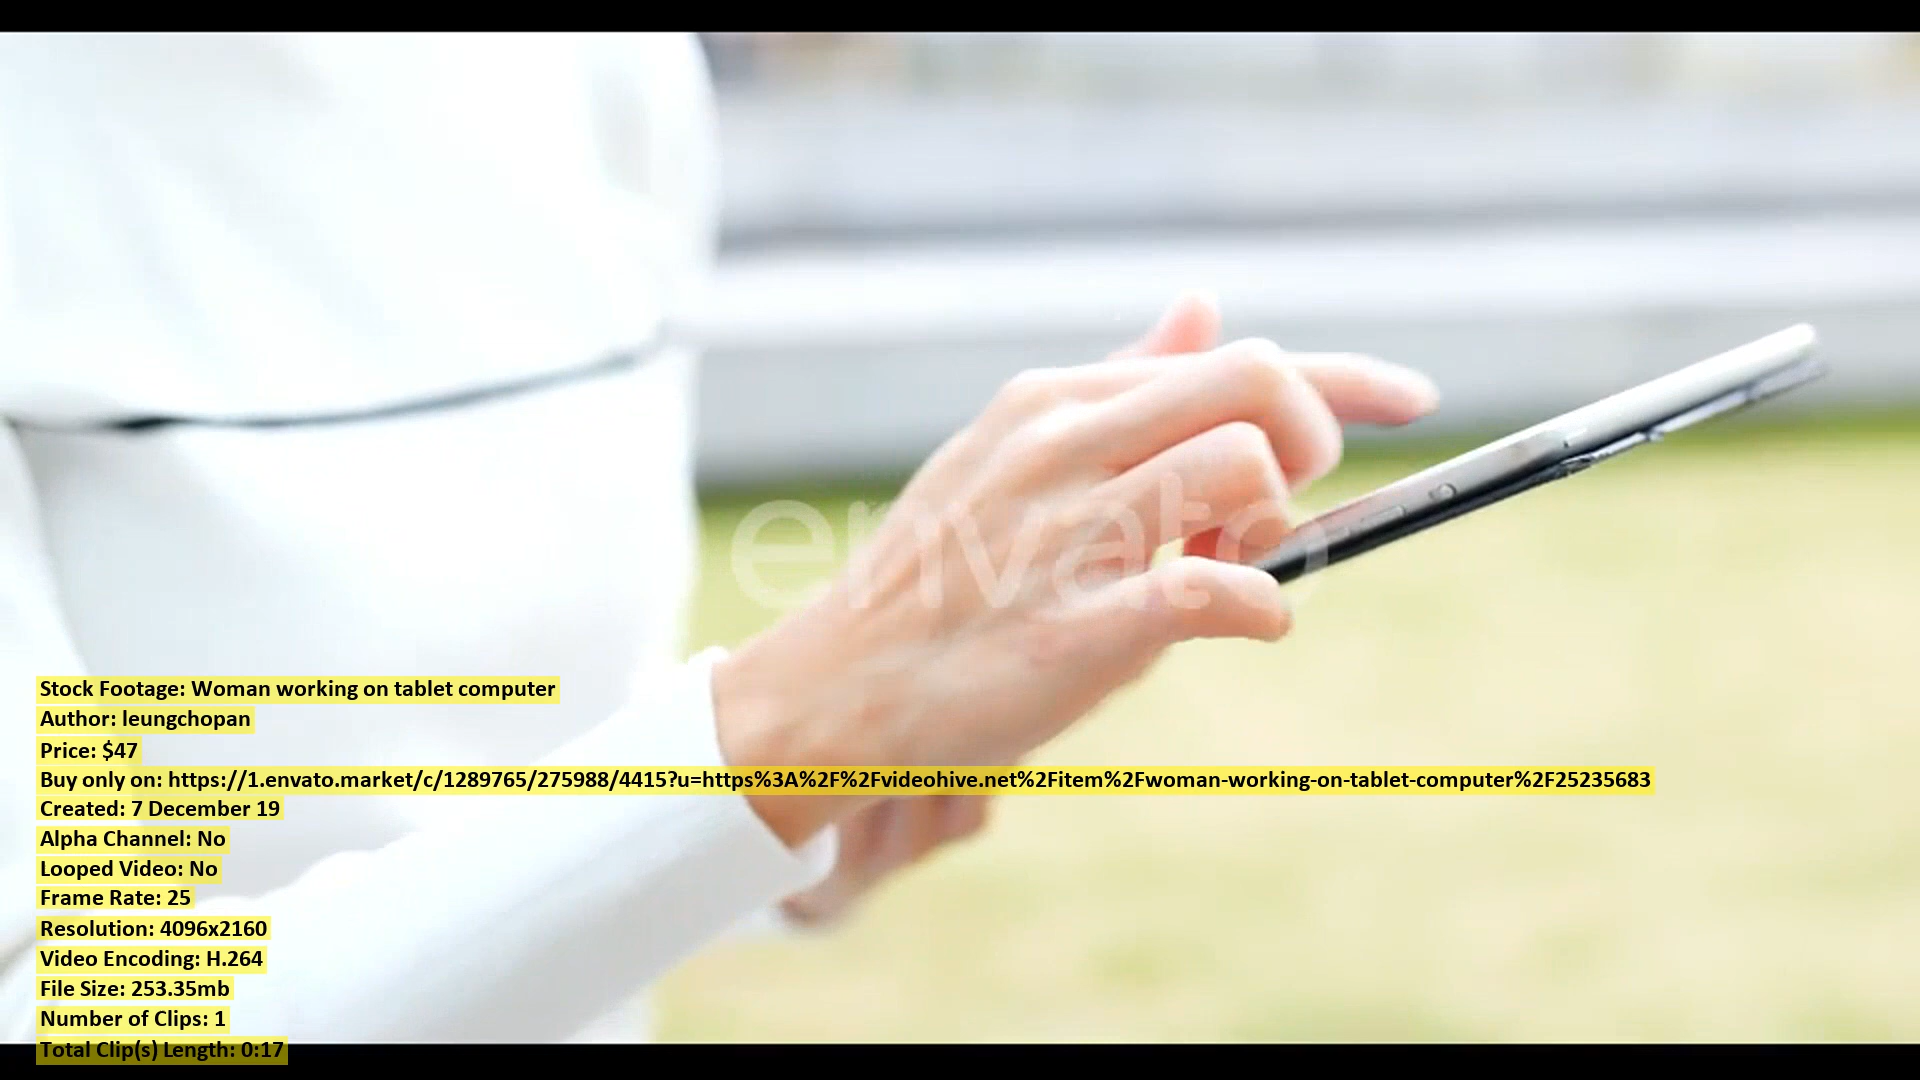 envato
Stock Footage: Woman working on tablet computer
Author: leungchopan
Price: $47
Buy only on: https://1.envato.market/c/1289765/275988/4415?u=https%3A%2F%2Fvideohive.net%2Fitem%2Fwoman-working-on-tablet-computer%2F25235683
Created: 7 December 19
Alpha Channel: No
Looped Video: No
Frame Rate: 25
Resolution: 4096x2160
Video Encoding: H.264
File Size: 253.35mb
Number of Clips: 1
Total Clip(s) Length: 0:17